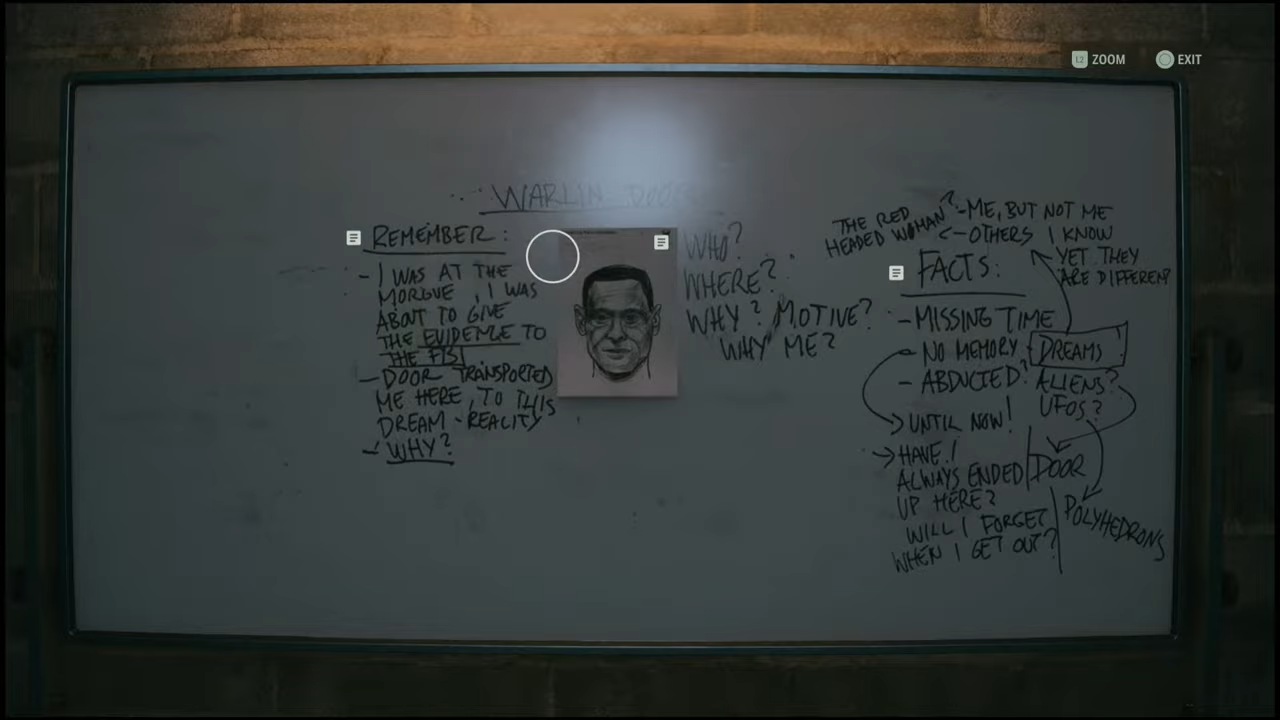 ZOOM
EXIT
WARLIN DOOR
REMEMBER:
- I WAS AT THE
MORGUE, I WAS
ABOUT TO GIVE
THE EVIDENCE TO
THE
- DOOR TRANSPORTED
ME HERE, TO THIS
DREAM-REALITY
- WHY?
WHO?
WHERE?
WHY? MOTIVE?
WHY ME?
THE RED
HEADED WOMAN?
- ME, BUT NOT ME
- OTHERS I KNOW
YET THEY
ARE DIFFERENT
FACTS:
- MISSING TIME
- NO MEMORY - DREAMS
- ABDUCTED? ALIENS?
UFOS?
UNTIL NOW!
HAVE I
ALWAYS ENDED
UP HERE?
WILL I FORGET
WHEN I GET OUT?
DOOR
POLYHEDRONS